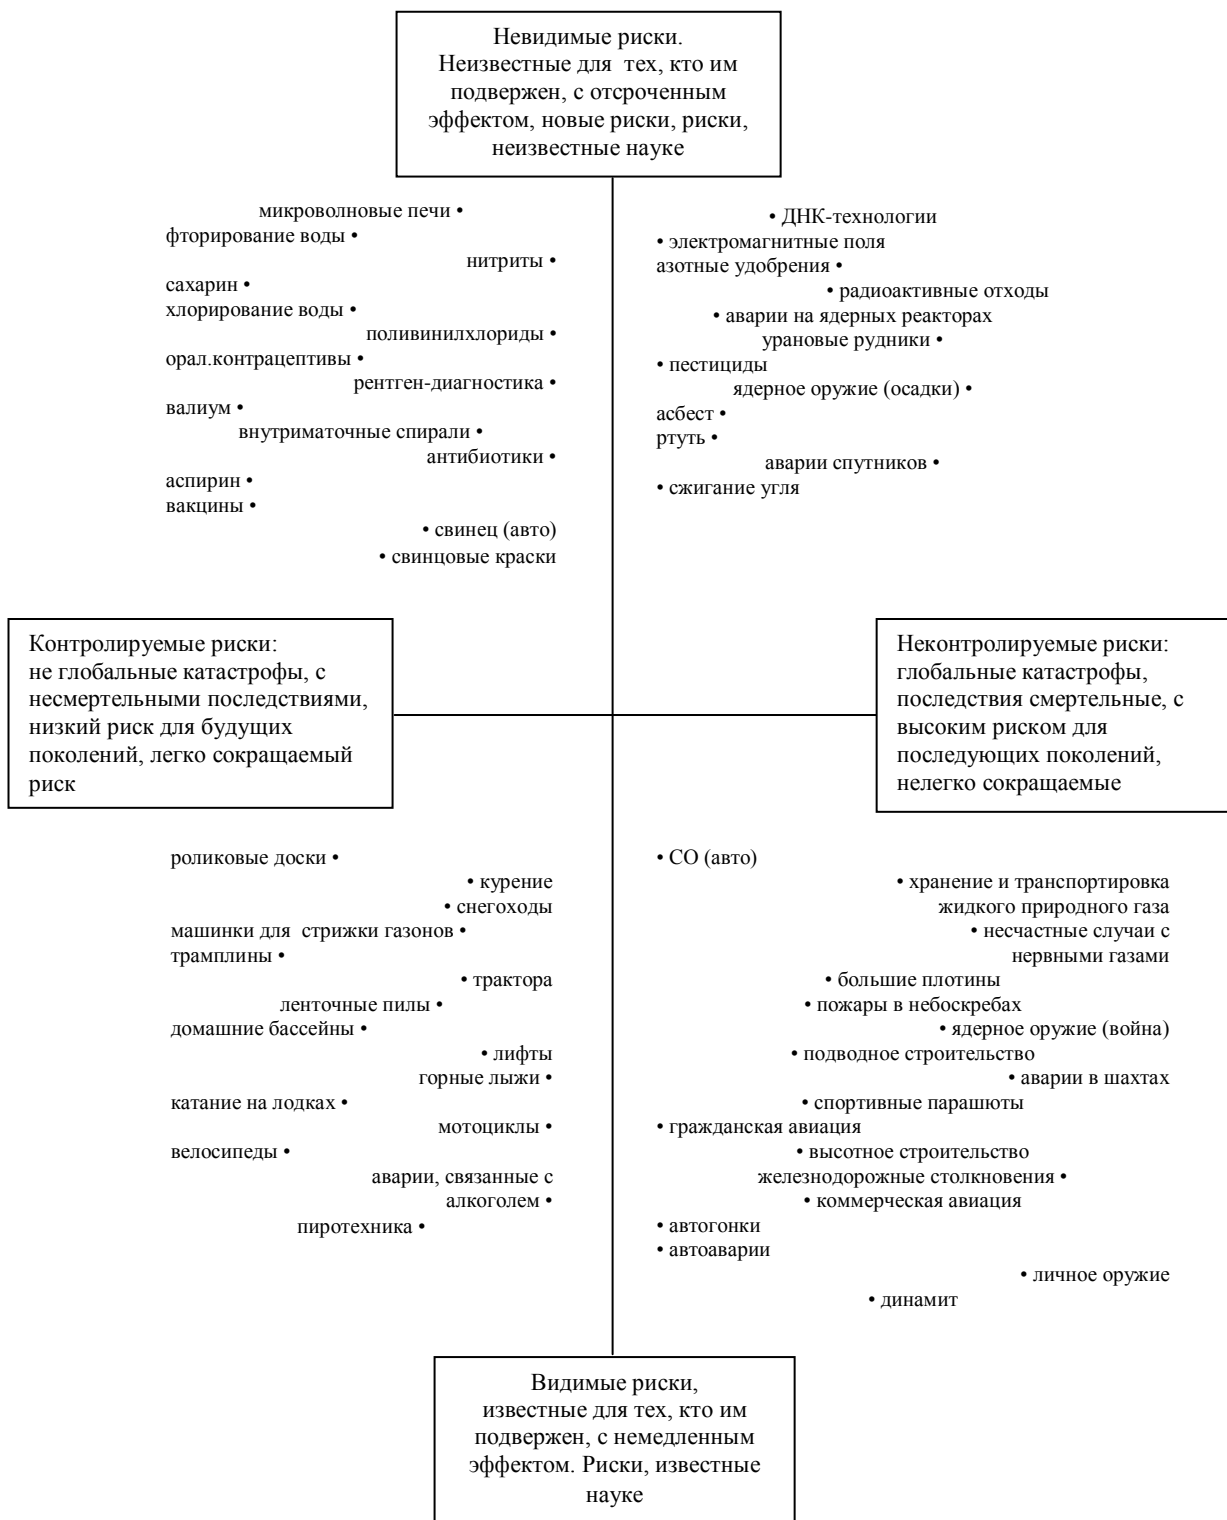 Невидимые риски.
Неизвестные для тех, кто им
подвержен, с отсроченным
эффектом, новые риски, риски,
неизвестные науке
микроволновые печи •
фторирование воды •
нитриты •
сахарин •
хлорирование воды •
поливинилхлориды •
орал.контрацептивы •
рентген-диагностика •
валиум •
внутриматочные спирали •
антибиотики •
аспирин •
вакцины •
• свинец (авто)
• свинцовые краски
• ДНК-технологии
• электромагнитные поля
азотные удобрения •
• радиоактивные отходы
• аварии на ядерных реакторах
урановые рудники •
• пестициды
ядерное оружие (осадки) •
асбест •
ртуть •
аварии спутников •
• сжигание угля
Контролируемые риски:
не глобальные катастрофы, с
несмертельными последствиями,
низкий риск для будущих
поколений, легко сокращаемый
риск
Неконтролируемые риски:
глобальные катастрофы,
последствия смертельные, с
высоким риском для
последующих поколений,
нелегко сокращаемые
роликовые доски •
• курение
• снегоходы
машинки для стрижки газонов •
трамплины •
• трактора
ленточные пилы •
домашние бассейны •
• лифты
горные лыжи •
катание на лодках •
мотоциклы •
велосипеды •
аварии, связанные с
алкоголем •
пиротехника •
• СО (авто)
• хранение и транспортировка
жидкого природного газа
• несчастные случаи с
нервными газами
• большие плотины
• пожары в небоскребах
• ядерное оружие (война)
• подводное строительство
• аварии в шахтах
• спортивные парашюты
• гражданская авиация
• высотное строительство
железнодорожные столкновения •
• коммерческая авиация
• автогонки
• автоаварии
• личное оружие
• динамит
Видимые риски,
известные для тех, кто им
подвержен, с немедленным
эффектом. Риски, известные
науке